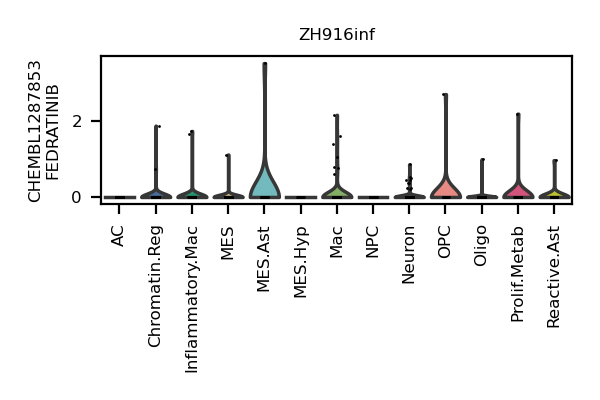 ZH916inf
CHEMBL1287853
FEDRATINIB
2
0
AC
Chromatin.Reg
Inflammatory.Mac
MES
MES.Ast
MES.Hyp
Mac
NPC
Neuron
OPC
Oligo
Prolif.Metab
Reactive.Ast